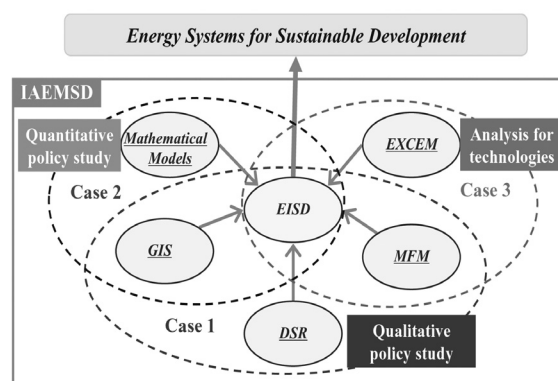 Energy Systems for Sustainable Development
IAEMSD
Quantitative
policy study
Mathematical
Models
EXCEM
Analysis for
technologies
Case 2
Case 3
EISD
GIS
MFM
Case 1
DSR
Qualitative
policy study